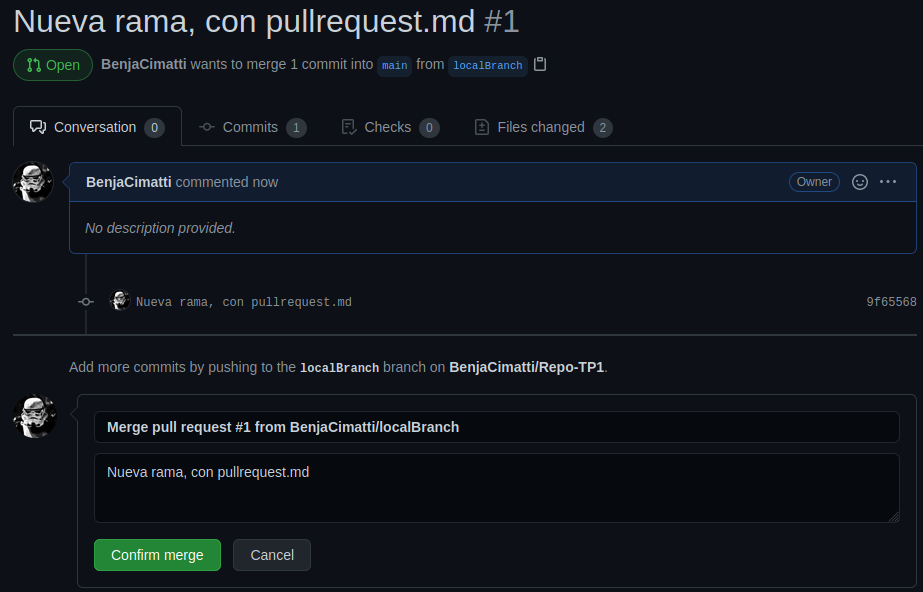 Nueva rama, con pullrequest.md #1
Open BenjaCimatti wants to merge 1 commit into main from localBranch
Conversation 0 Commits 1 Checks 0 Files changed 2
BenjaCimatti commented now Owner
No description provided.
Nueva rama, con pullrequest.md 9f65568
Add more commits by pushing to the localBranch branch on BenjaCimatti/Repo-TP1.
Merge pull request #1 from BenjaCimatti/localBranch
Nueva rama, con pullrequest.md
Confirm merge Cancel